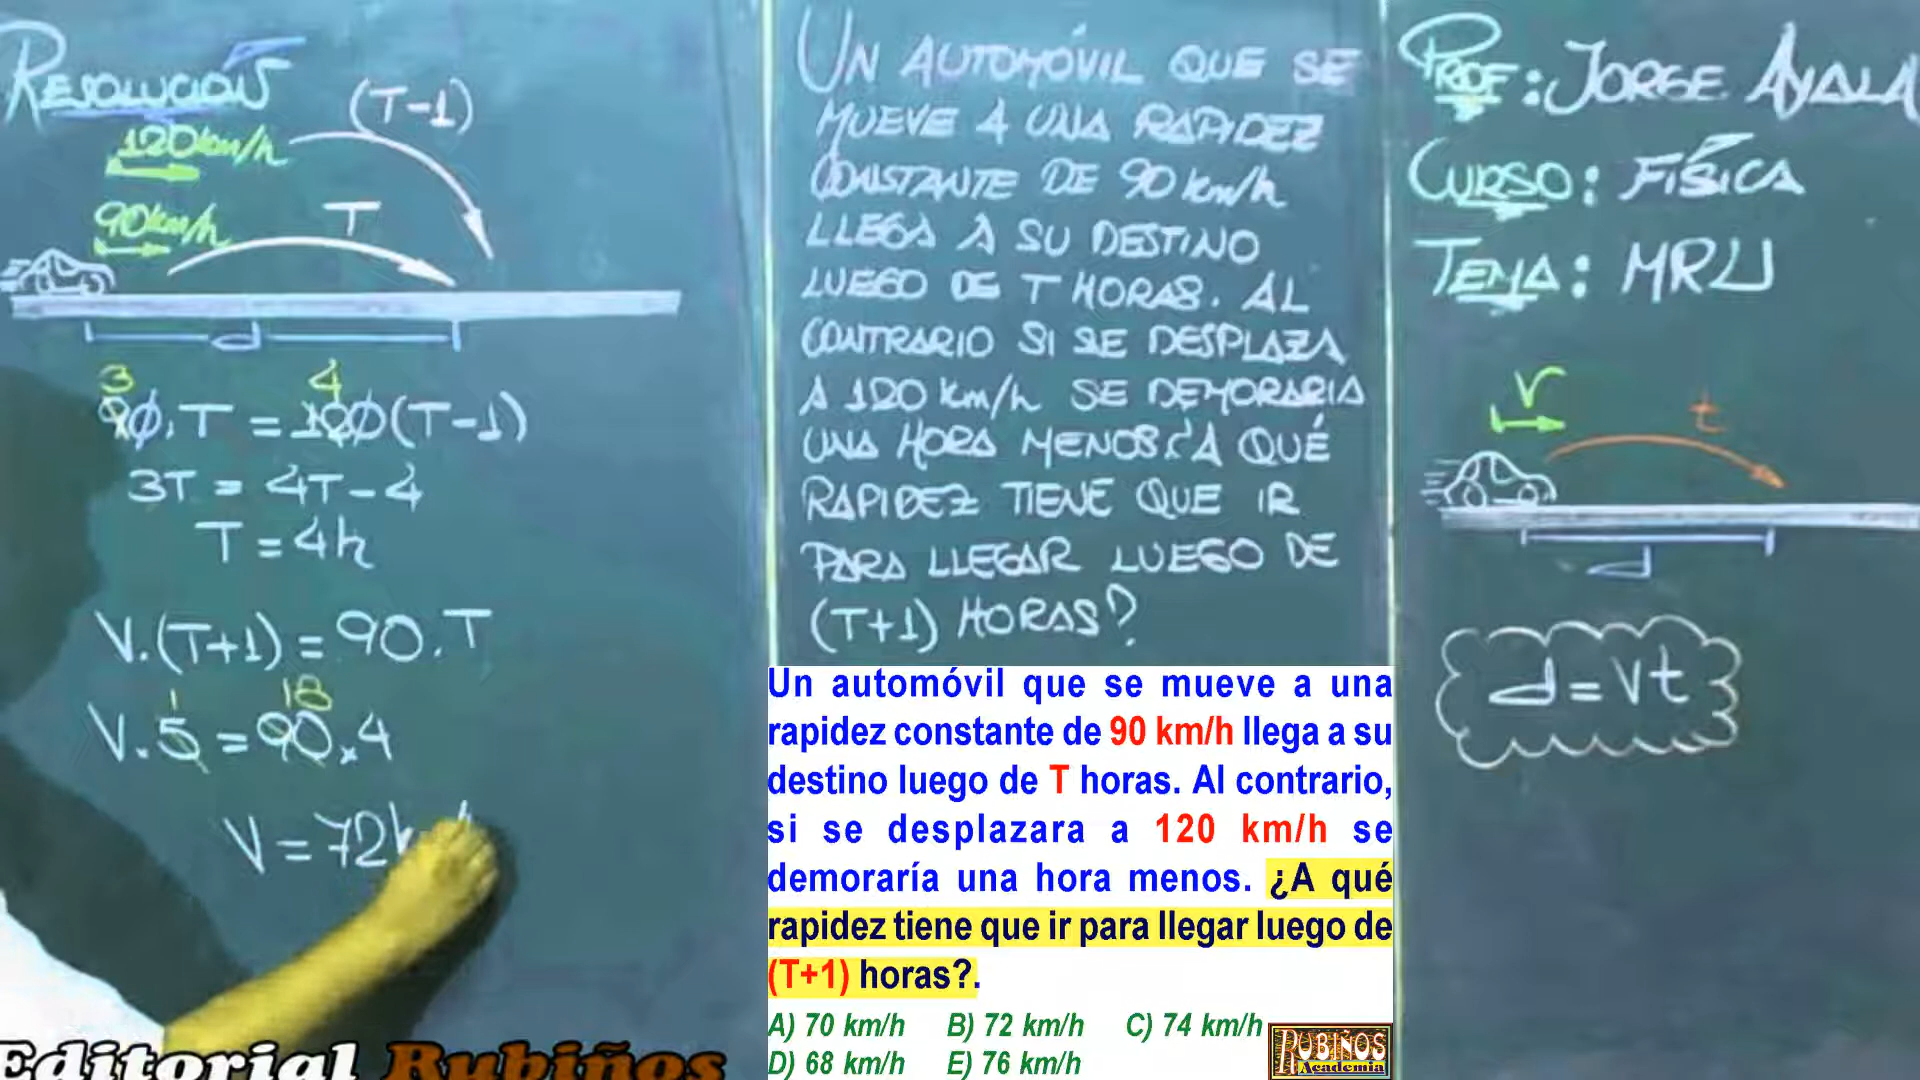 RESOLUCIÓN
(T-1)
120km/h
90km/h
T
d
3 4
90.T = 120(T-1)
3T = 4T-4
T = 4h
V.(T+1) = 90.T
1 18
V.5 = 90x4
V = 72k
UN AUTOMÓVIL QUE SE
MUEVE A UNA RAPIDEZ
CONSTANTE DE 90 km/h
LLEGA A SU DESTINO
LUEGO DE T HORAS. AL
CONTRARIO SI SE DESPLAZA
A 120 km/h SE DEMORARIA
UNA HORA MENOS ¿A QUÉ
RAPIDEZ TIENE QUE IR
PARA LLEGAR LUEGO DE
(T+1) HORAS?
Un automóvil que se mueve a una
rapidez constante de 90 km/h llega a su
destino luego de T horas. Al contrario,
si se desplazara a 120 km/h se
demoraría una hora menos. ¿A qué
rapidez tiene que ir para llegar luego de
(T+1) horas?.
A) 70 km/h B) 72 km/h C) 74 km/h
D) 68 km/h E) 76 km/h
RUBIÑOS
Academia
PROF: JORGE AYALA
CURSO: FÍSICA
TEMA: MRU
V
t
d
d = Vt
Editorial Rubiños